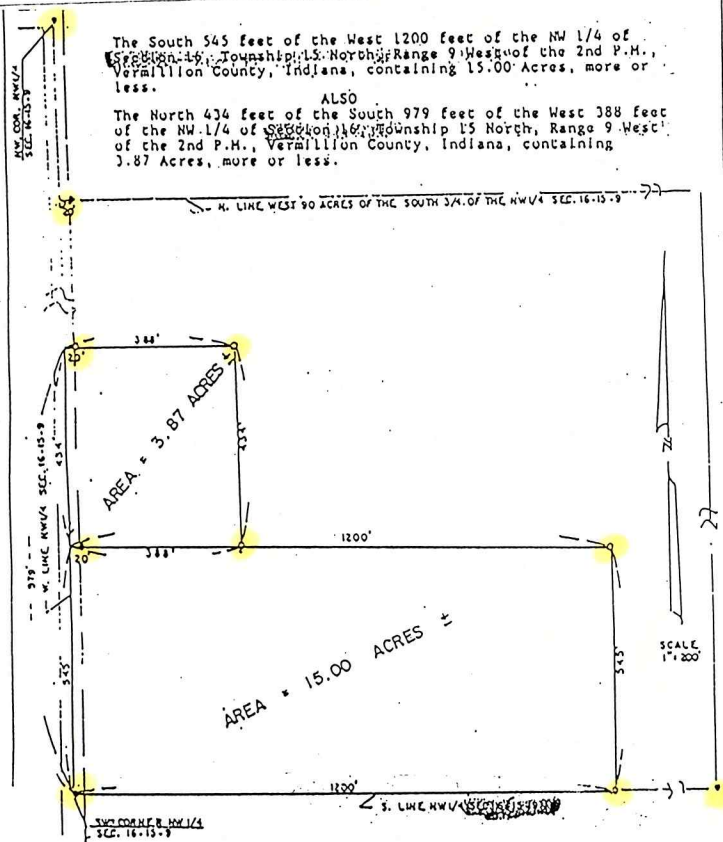 The South 545 feet of the West 1200 feet of the NW 1/4 of
Section 16, Township 15 North, Range 9 West of the 2nd P.M.,
Vermillion County, Indiana, containing 15.00 Acres, more or
less.
ALSO
The North 434 feet of the South 979 feet of the West 388 feet
of the NW 1/4 of Section 16, Township 15 North, Range 9 West
of the 2nd P.M., Vermillion County, Indiana, containing
3.87 Acres, more or less.
NW. COR. NW1/4
SEC. 16-15-9
N. LINE WEST 90 ACRES OF THE SOUTH 3/4 OF THE NW1/4 SEC. 16-15-9
388'
20'
434'
AREA = 3.87 ACRES ±
434'
W. LINE NW1/4 SEC. 16-15-9
979'
20'
388'
1200'
545'
AREA = 15.00 ACRES ±
545'
N
SCALE
1"=200'
1200'
S. LINE NW1/4
SW. CORNER NW 1/4
SEC. 16-15-9